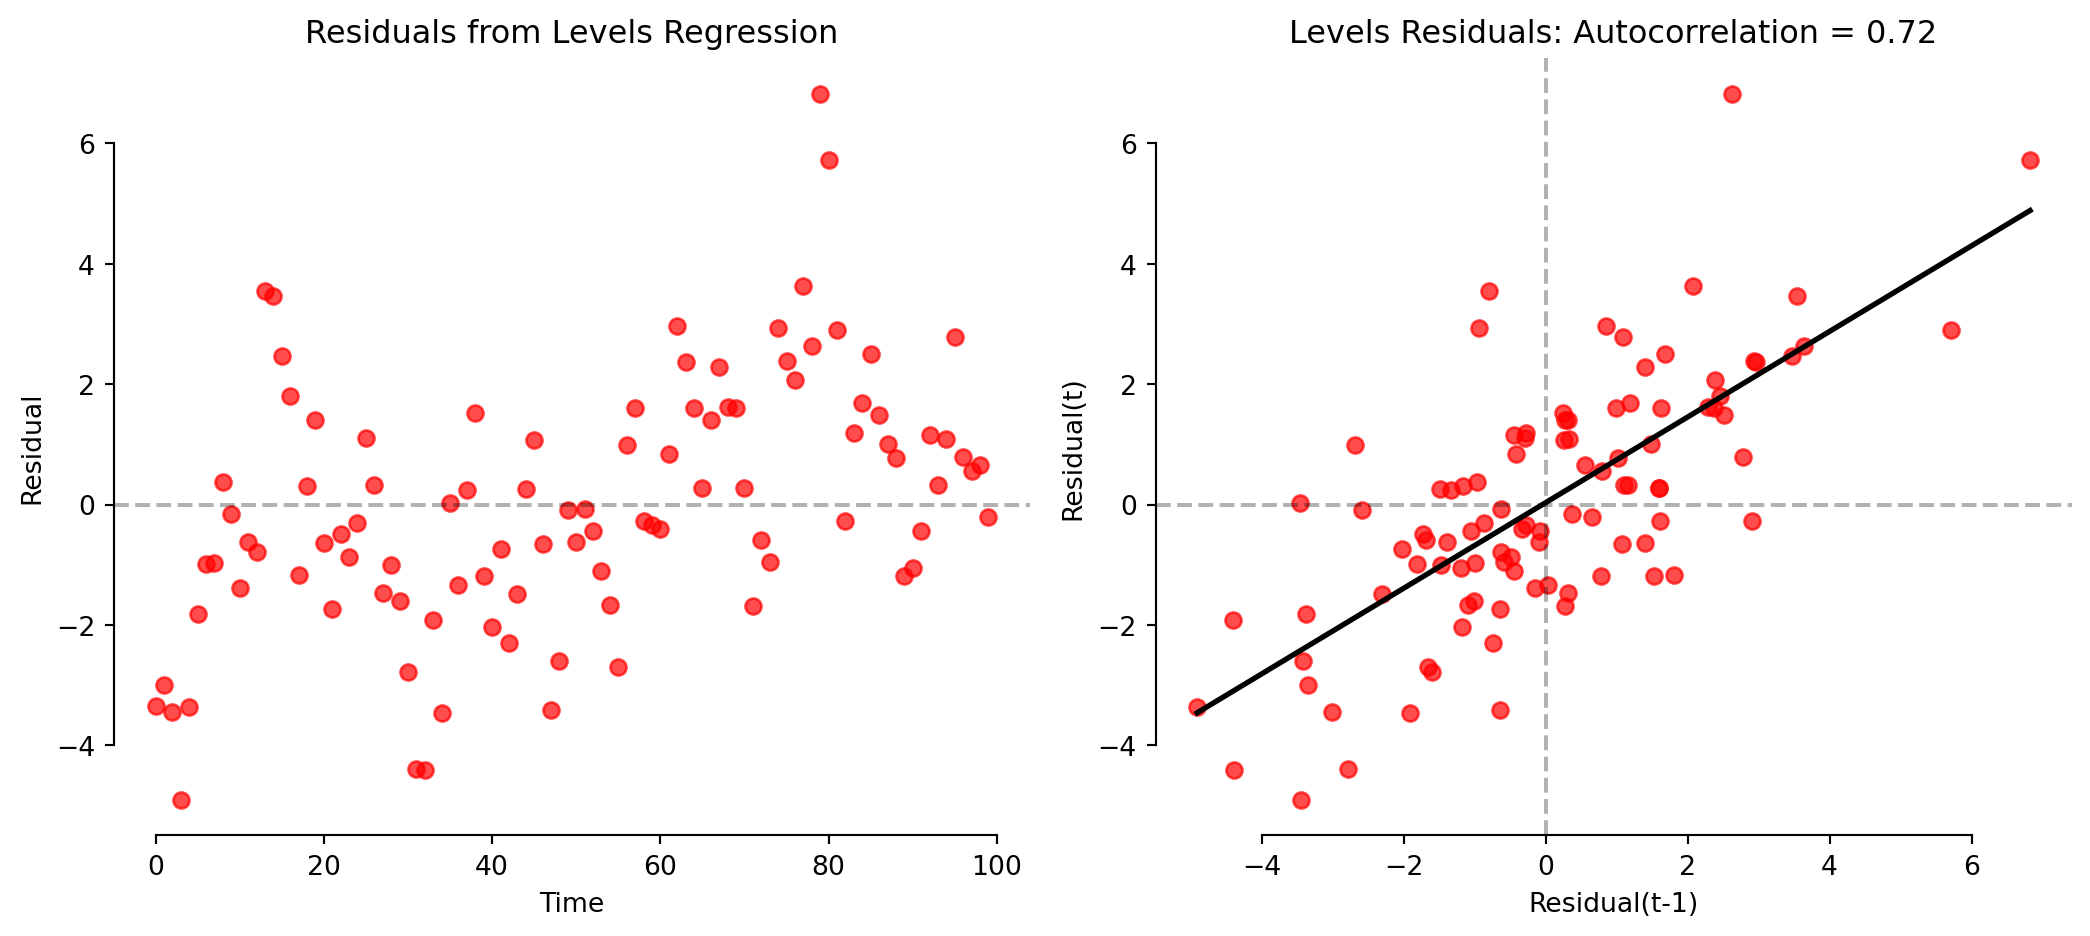 Residuals from Levels Regression
6
4
2
0
−2
−4
Residual
0 20 40 60 80 100
Time
Levels Residuals: Autocorrelation = 0.72
6
4
2
0
−2
−4
Residual(t)
−4 −2 0 2 4 6
Residual(t-1)